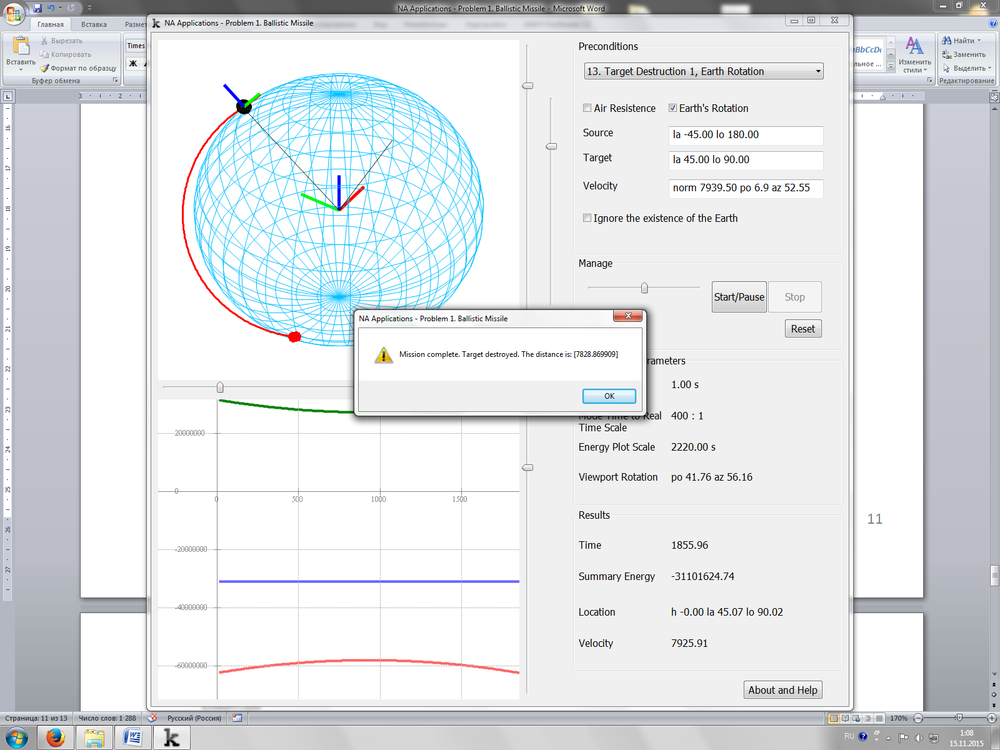 NA Applications - Problem 1. Ballistic Missile - Microsoft Word
Главная
Вставка
Размет
Вставить
Вырезать
Копировать
Формат по образцу
Буфер обмена
Times
Ж
NA Applications - Problem 1. Ballistic Missile
Изменить стили
Найти
Заменить
Выделить
Редактирование
Preconditions
13. Target Destruction 1, Earth Rotation
Air Resistence
Earth's Rotation
Source
la -45.00 lo 180.00
Target
la 45.00 lo 90.00
Velocity
norm 7939.50 po 6.9 az 52.55
Ignore the existence of the Earth
Manage
Start/Pause
Stop
Reset
NA Applications - Problem 1. Ballistic Missile
Mission complete. Target destroyed. The distance is: [7828.869909]
OK
rameters
1.00 s
Mode Time to Real
Time Scale
400 : 1
Energy Plot Scale
2220.00 s
Viewport Rotation
po 41.76 az 56.16
20000000
0
0
500
1000
1500
-20000000
-40000000
-60000000
Results
Time
1855.96
Summary Energy
-31101624.74
Location
h -0.00 la 45.07 lo 90.02
Velocity
7925.91
About and Help
11
Страница: 11 из 13
Число слов: 1 288
Русский (Россия)
170%
RU
1:08
15.11.2015